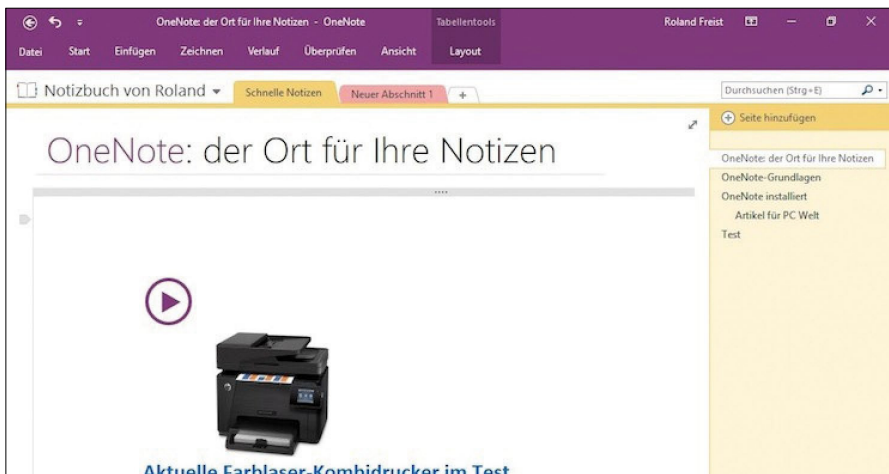 OneNote: der Ort für Ihre Notizen - OneNote
Tabellentools
Roland Freist
Datei Start Einfügen Zeichnen Verlauf Überprüfen Ansicht Layout
Notizbuch von Roland
Schnelle Notizen
Neuer Abschnitt 1
+
Durchsuchen (Strg+E)
Seite hinzufügen
OneNote: der Ort für Ihre Notizen
OneNote: der Ort für Ihre Notizen
OneNote-Grundlagen
OneNote installiert
Artikel für PC Welt
Test
Aktuelle Farblaser-Kombidrucker im Test